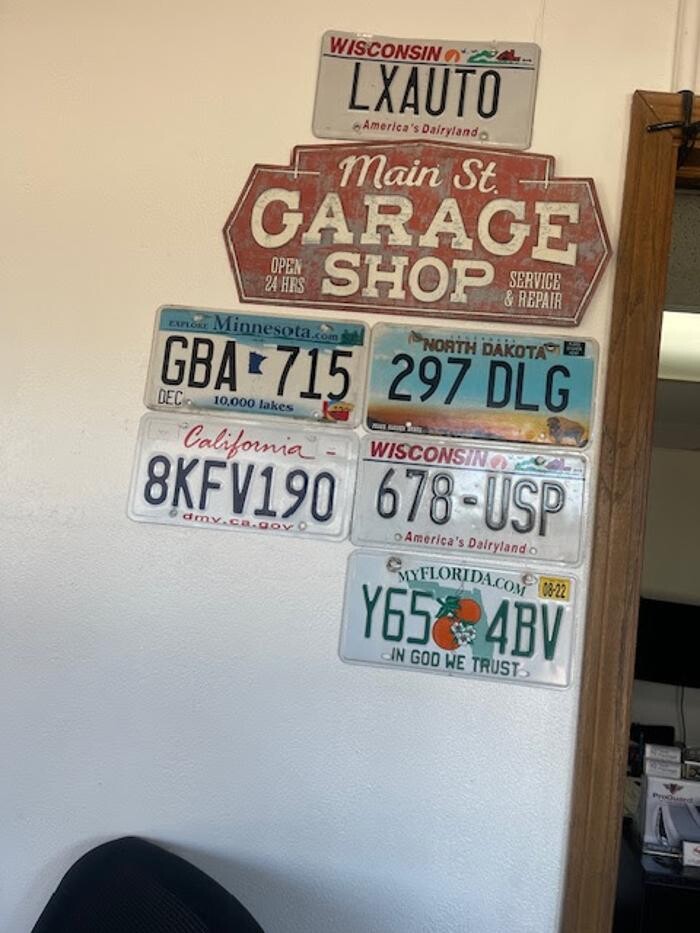 WISCONSIN
LXAUTO
America's Dairyland
Main St.
GARAGE
SHOP
OPEN
24 HRS
SERVICE
& REPAIR
EXPLORE Minnesota.com
GBA 715
DEC
10,000 lakes
NORTH DAKOTA
297 DLG
California
8KFV190
dmv.ca.gov
WISCONSIN
678-USP
America's Dairyland
MYFLORIDA.COM
08-22
Y65 4BV
IN GOD WE TRUST
ProGuard